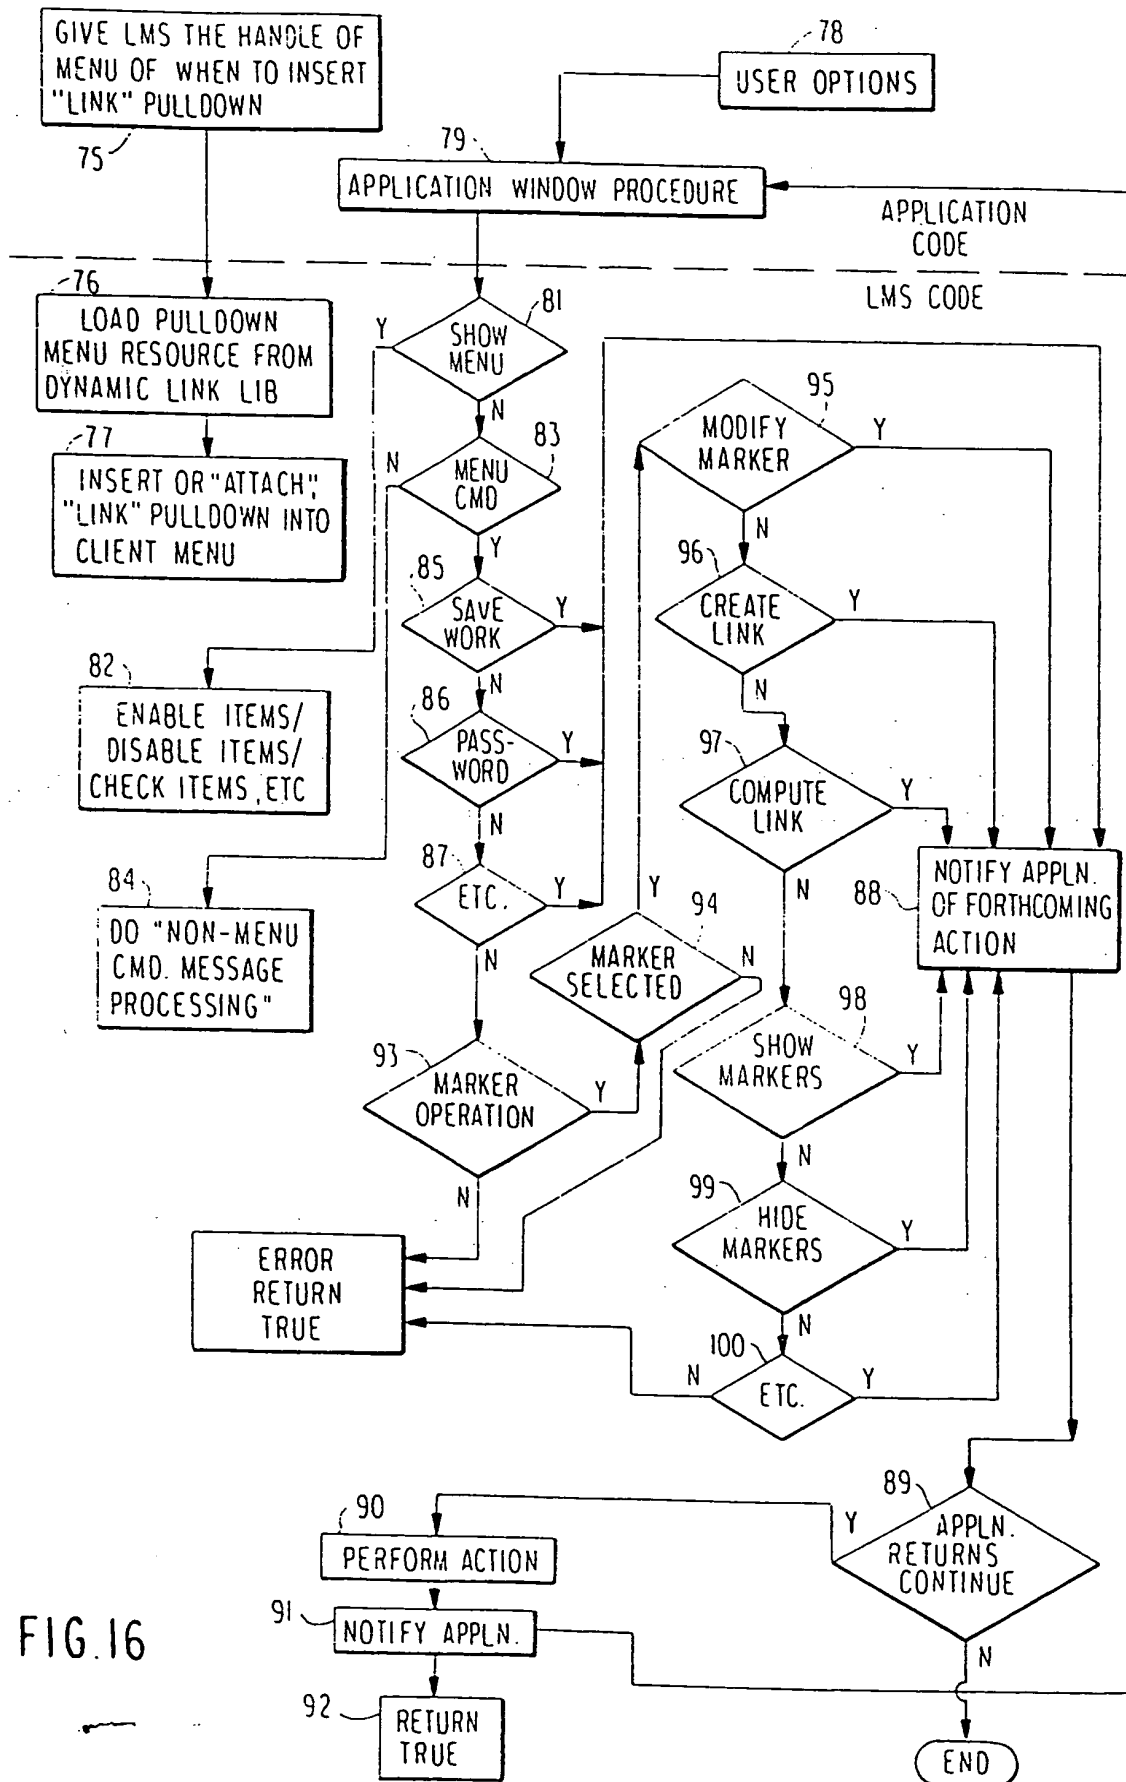 GIVE LMS THE HANDLE OF
MENU OF WHEN TO INSERT
"LINK" PULLDOWN
75
78
USER OPTIONS
79
APPLICATION WINDOW PROCEDURE
APPLICATION
CODE
LMS CODE
76
LOAD PULLDOWN
MENU RESOURCE FROM
DYNAMIC LINK LIB
77
INSERT OR "ATTACH",
"LINK" PULLDOWN INTO
CLIENT MENU
81
SHOW
MENU
Y
N
83
MENU
CMD
N
Y
85
SAVE
WORK
Y
N
82
ENABLE ITEMS/
DISABLE ITEMS/
CHECK ITEMS, ETC
86
PASS-
WORD
Y
N
84
DO "NON-MENU
CMD. MESSAGE
PROCESSING"
87
ETC.
Y
N
93
MARKER
OPERATION
Y
N
94
MARKER
SELECTED
Y
N
ERROR
RETURN
TRUE
95
MODIFY
MARKER
Y
N
96
CREATE
LINK
Y
N
97
COMPUTE
LINK
Y
N
98
SHOW
MARKERS
Y
N
99
HIDE
MARKERS
Y
N
100
ETC.
N
Y
88
NOTIFY APPLN.
OF FORTHCOMING
ACTION
89
APPLN.
RETURNS
CONTINUE
Y
N
90
PERFORM ACTION
91
NOTIFY APPLN.
92
RETURN
TRUE
END
FIG.16